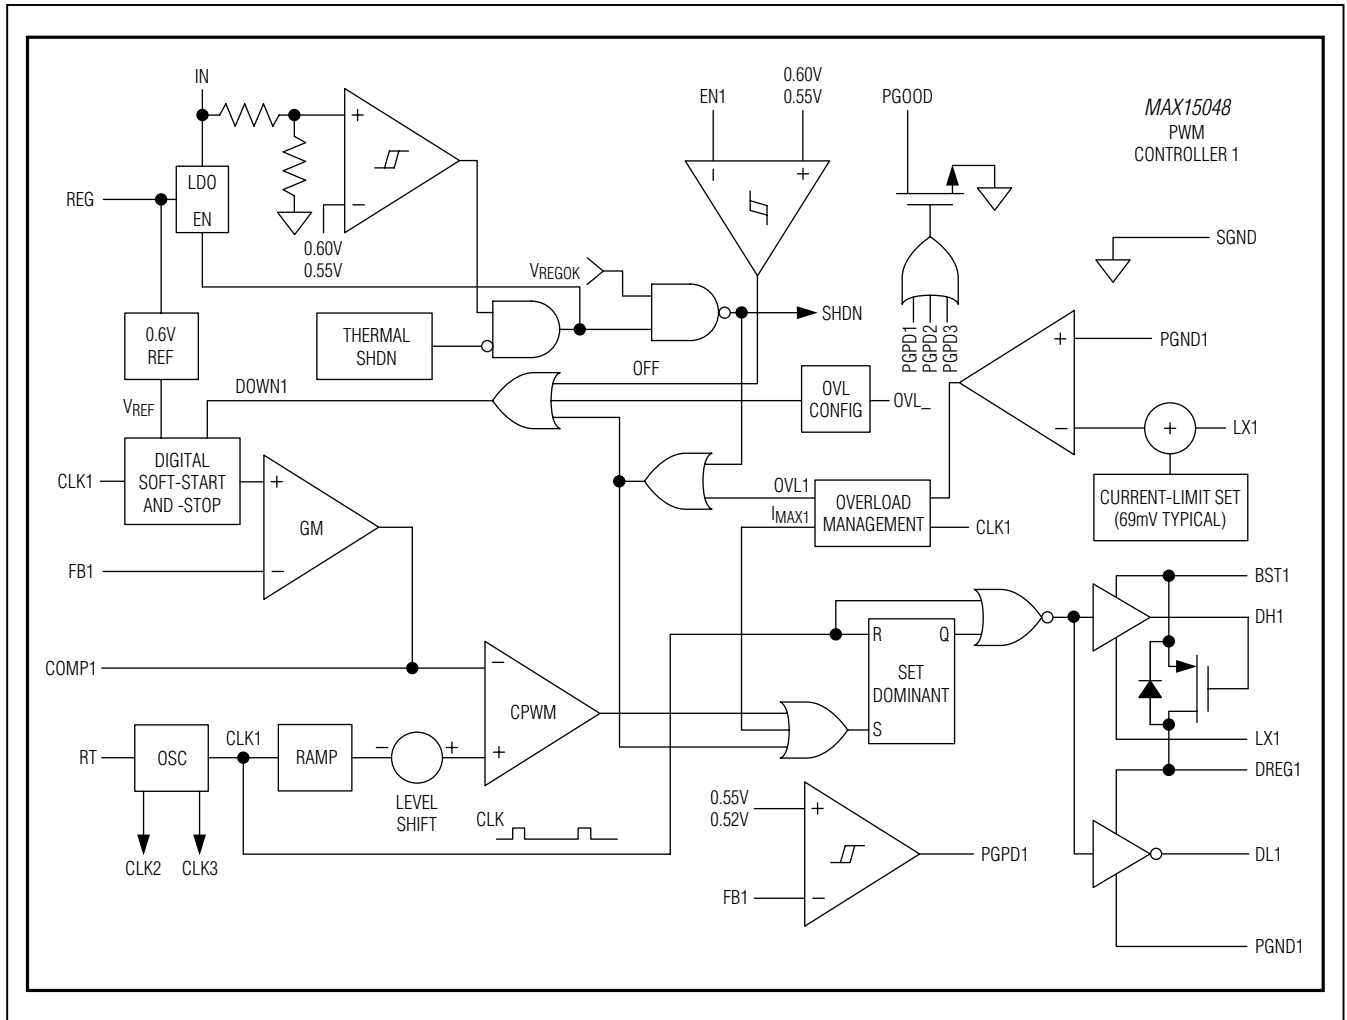 MAX15048
PWM
CONTROLLER 1
IN
REG
LDO
EN
+
−
0.60V
0.55V
EN1
0.60V
0.55V
−
+
PGOOD
SGND
VREGOK
SHDN
THERMAL
SHDN
0.6V
REF
VREF
DOWN1
OFF
OVL
CONFIG
OVL_
PGPD1
PGPD2
PGPD3
+
−
PGND1
+
LX1
CURRENT-LIMIT SET
(69mV TYPICAL)
CLK1
DIGITAL
SOFT-START
AND -STOP
+
GM
−
FB1
OVL1
IMAX1
OVERLOAD
MANAGEMENT
CLK1
COMP1
−
CPWM
+
RT
OSC
CLK1
RAMP
−
+
LEVEL
SHIFT
CLK2
CLK3
CLK
R
Q
SET
DOMINANT
S
0.55V
0.52V
+
−
FB1
PGPD1
BST1
DH1
LX1
DREG1
DL1
PGND1